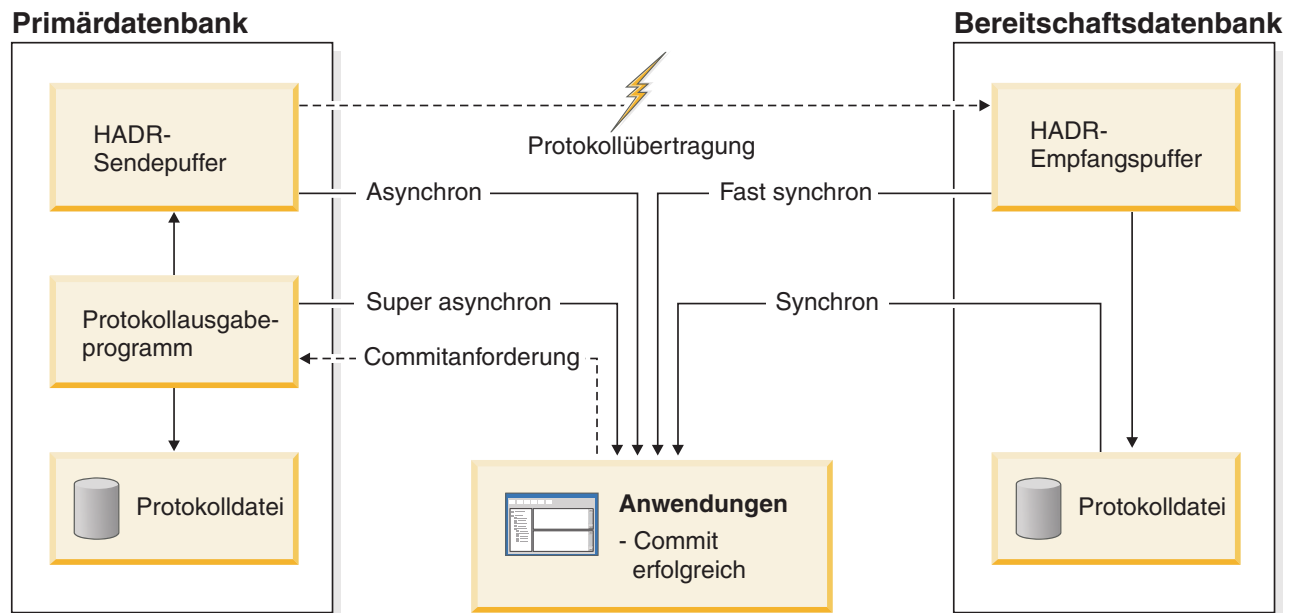 Primärdatenbank
Bereitschaftsdatenbank
HADR-
Sendepuffer
Protokollübertragung
HADR-
Empfangspuffer
Asynchron
Fast synchron
Protokollausgabe-
programm
Super asynchron
Synchron
Commitanforderung
Protokolldatei
Anwendungen
- Commit
erfolgreich
Protokolldatei